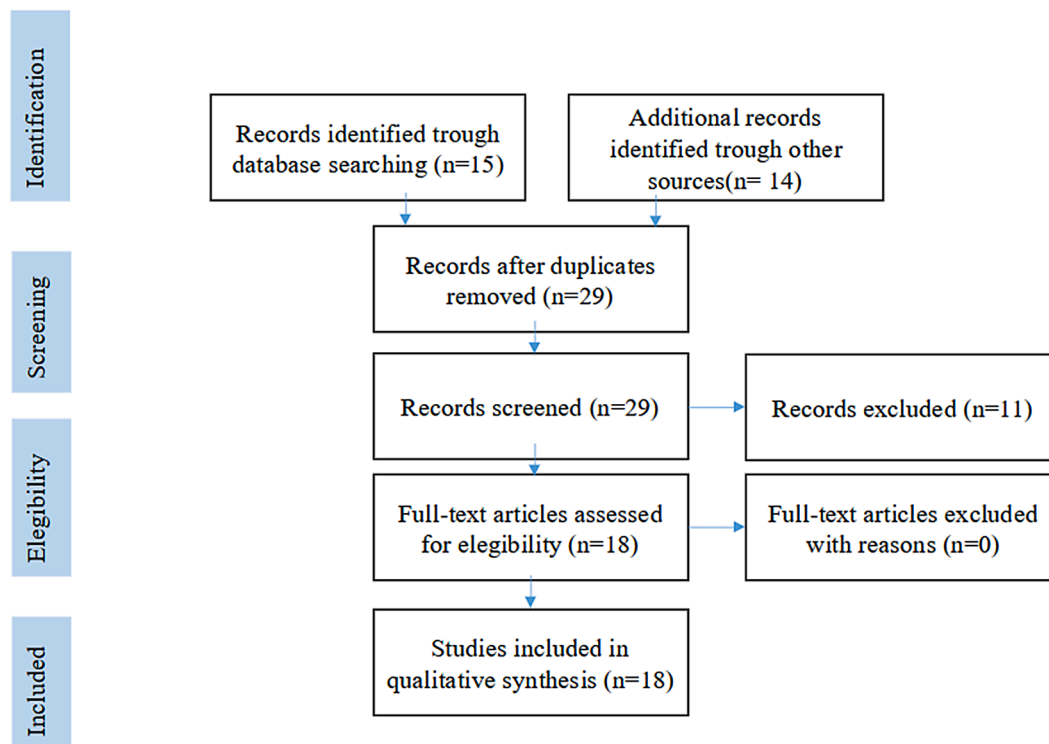 Identification
Records identified trough
database searching (n=15)
Additional records
identified trough other
sources(n= 14)
Screening
Records after duplicates
removed (n=29)
Records screened (n=29)
Records excluded (n=11)
Elegibility
Full-text articles assessed
for elegibility (n=18)
Full-text articles excluded
with reasons (n=0)
Included
Studies included in
qualitative synthesis (n=18)